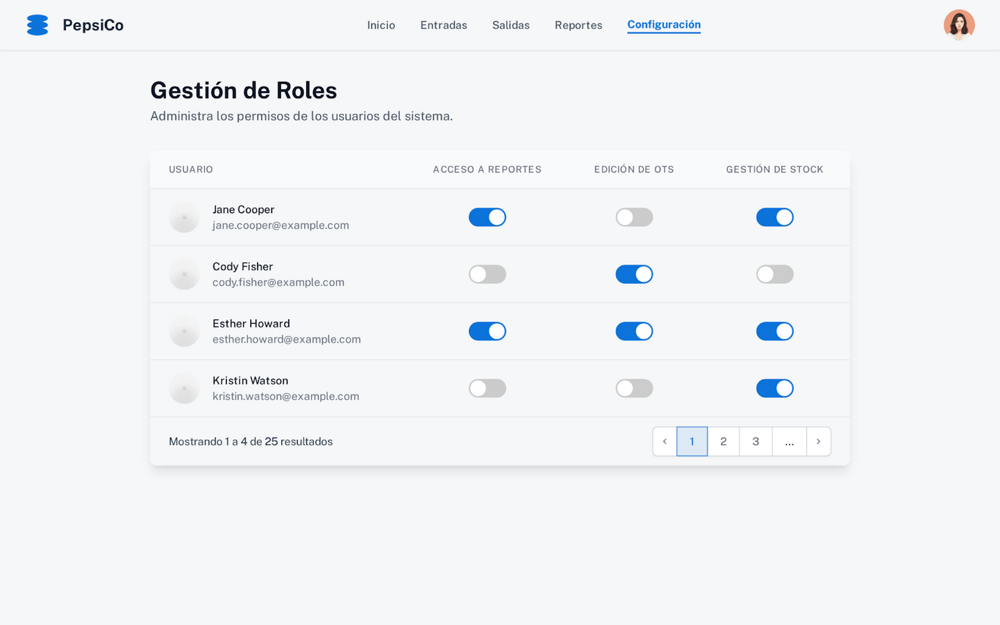 PepsiCo
Inicio
Entradas
Salidas
Reportes
Configuración
Gestión de Roles
Administra los permisos de los usuarios del sistema.
USUARIO
ACCESO A REPORTES
EDICIÓN DE OTS
GESTIÓN DE STOCK
Jane Cooper
jane.cooper@example.com
Cody Fisher
cody.fisher@example.com
Esther Howard
esther.howard@example.com
Kristin Watson
kristin.watson@example.com
Mostrando 1 a 4 de 25 resultados
‹
1
2
3
...
›